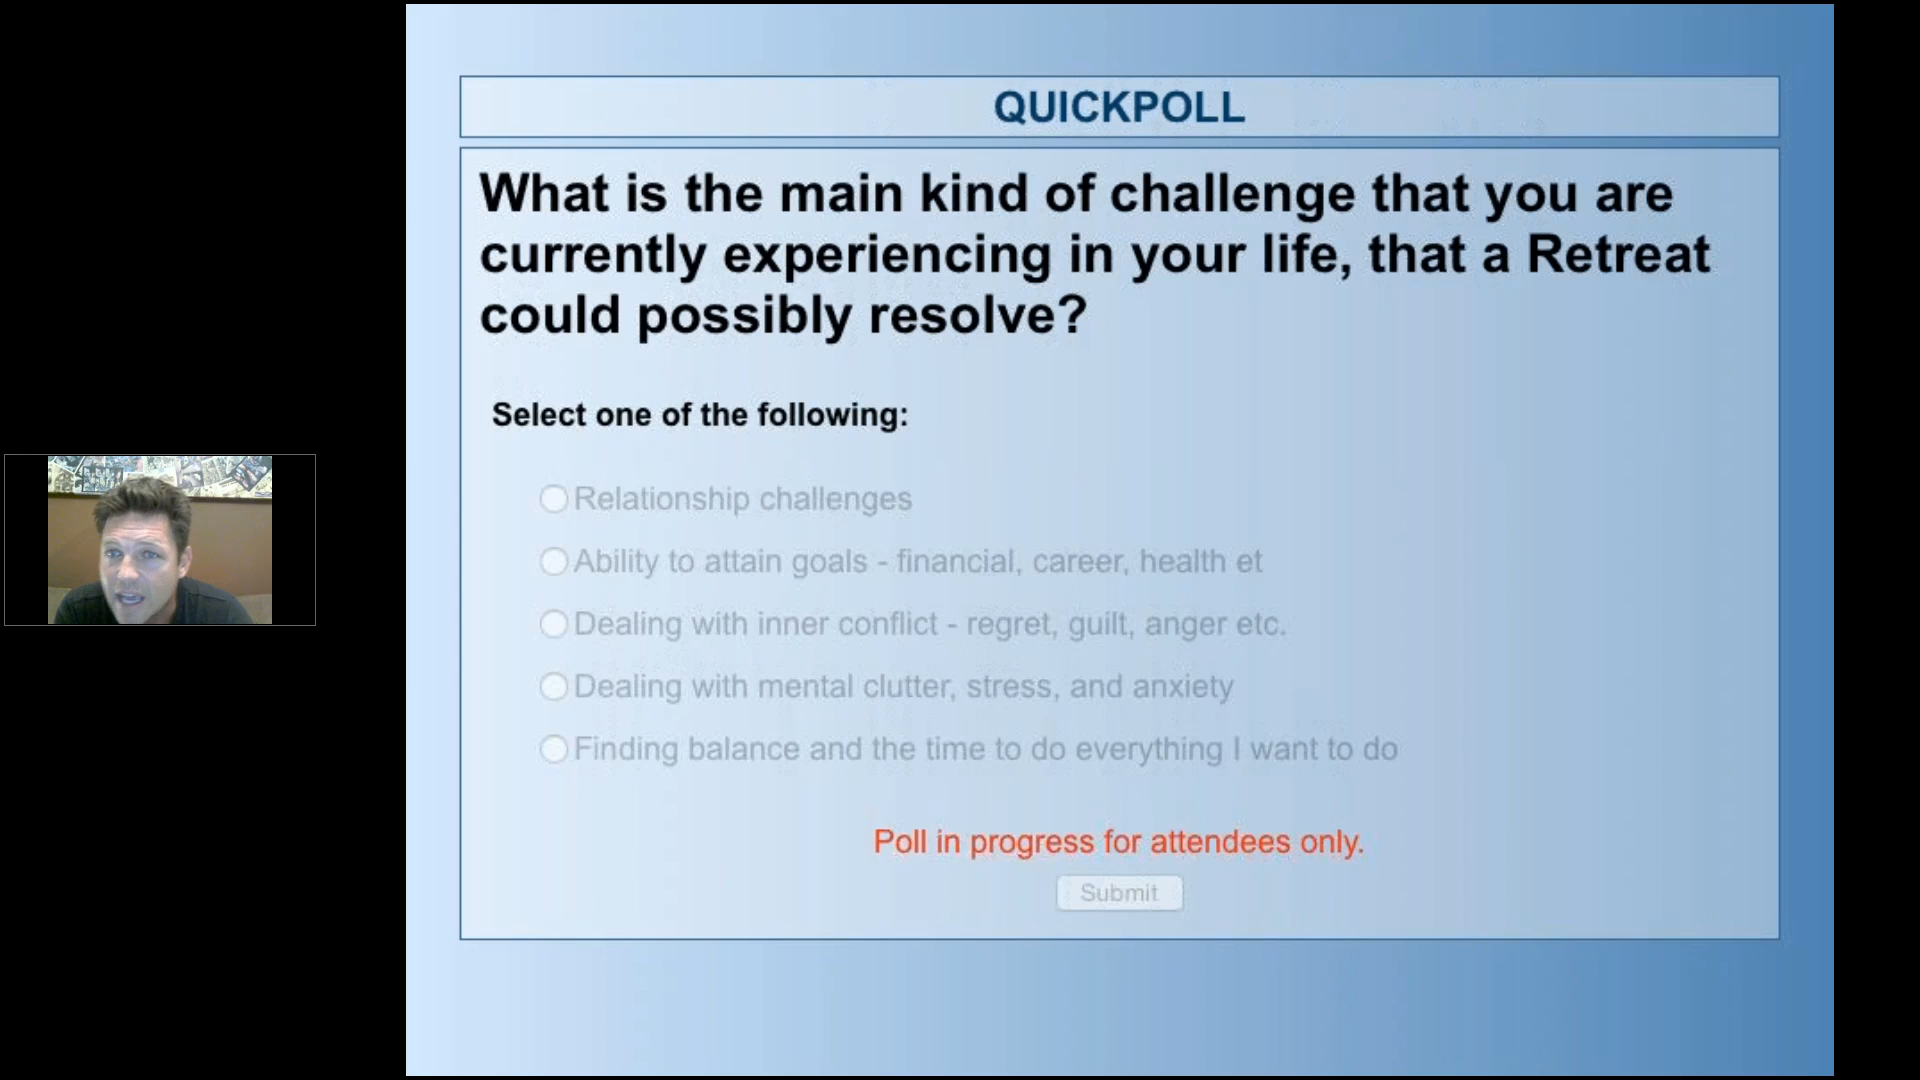 QUICKPOLL
What is the main kind of challenge that you are
currently experiencing in your life, that a Retreat
could possibly resolve?
Select one of the following:
Relationship challenges
Ability to attain goals - financial, career, health et
Dealing with inner conflict - regret, guilt, anger etc.
Dealing with mental clutter, stress, and anxiety
Finding balance and the time to do everything I want to do
Poll in progress for attendees only.
Submit